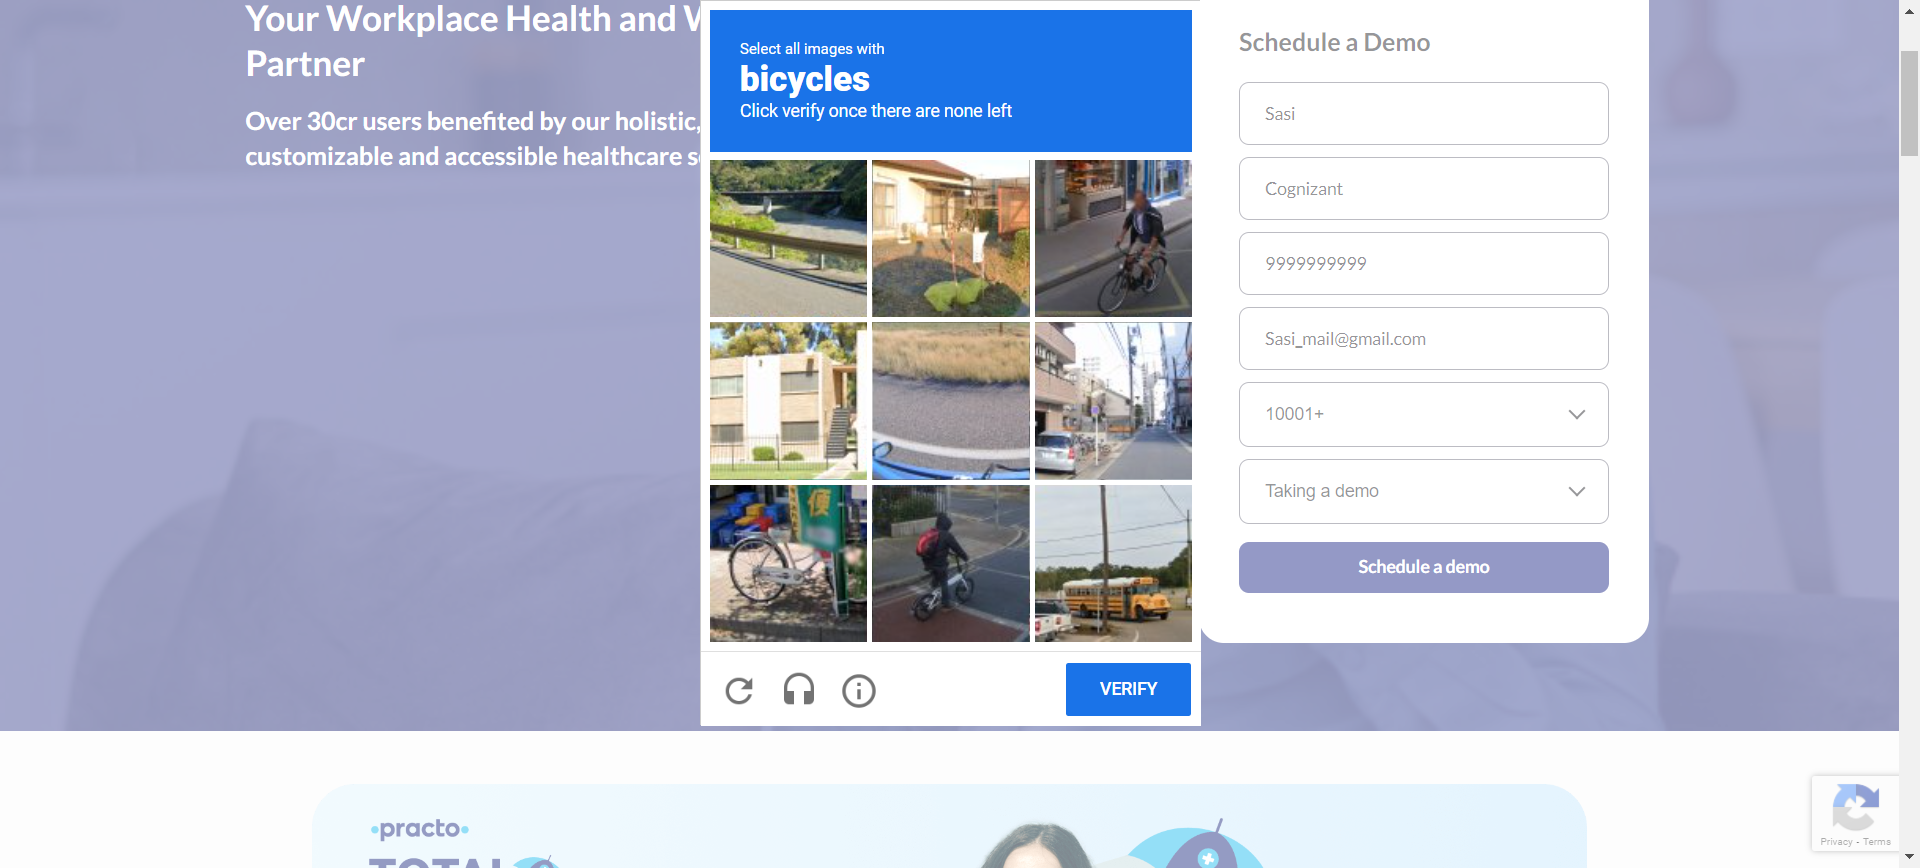 Your Workplace Health and W
Partner
Over 30cr users benefited by our holistic,
customizable and accessible healthcare s
Select all images with
bicycles
Click verify once there are none left
便
VERIFY
Schedule a Demo
Sasi
Cognizant
9999999999
Sasi_mail@gmail.com
10001+
Taking a demo
Schedule a demo
•practo•
TOTAL
Privacy - Terms